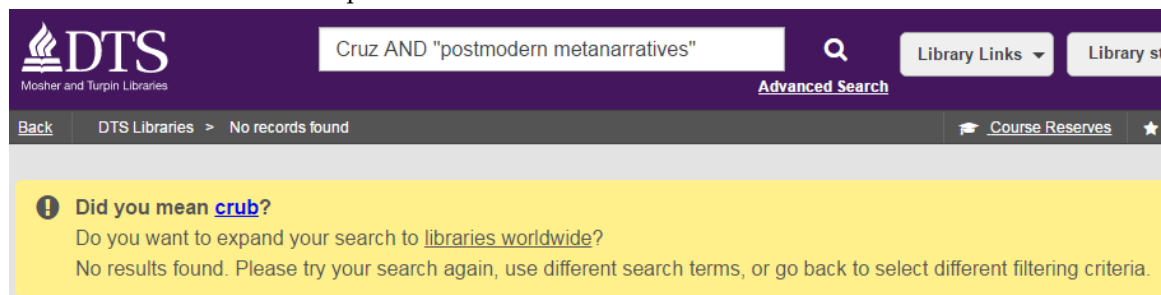 DTS
Mosher and Turpin Libraries
Cruz AND "postmodern metanarratives"
Advanced Search
Library Links
Library
Back
DTS Libraries > No records found
Course Reserves
Did you mean crub?
Do you want to expand your search to libraries worldwide?
No results found. Please try your search again, use different search terms, or go back to select different filtering criteria.